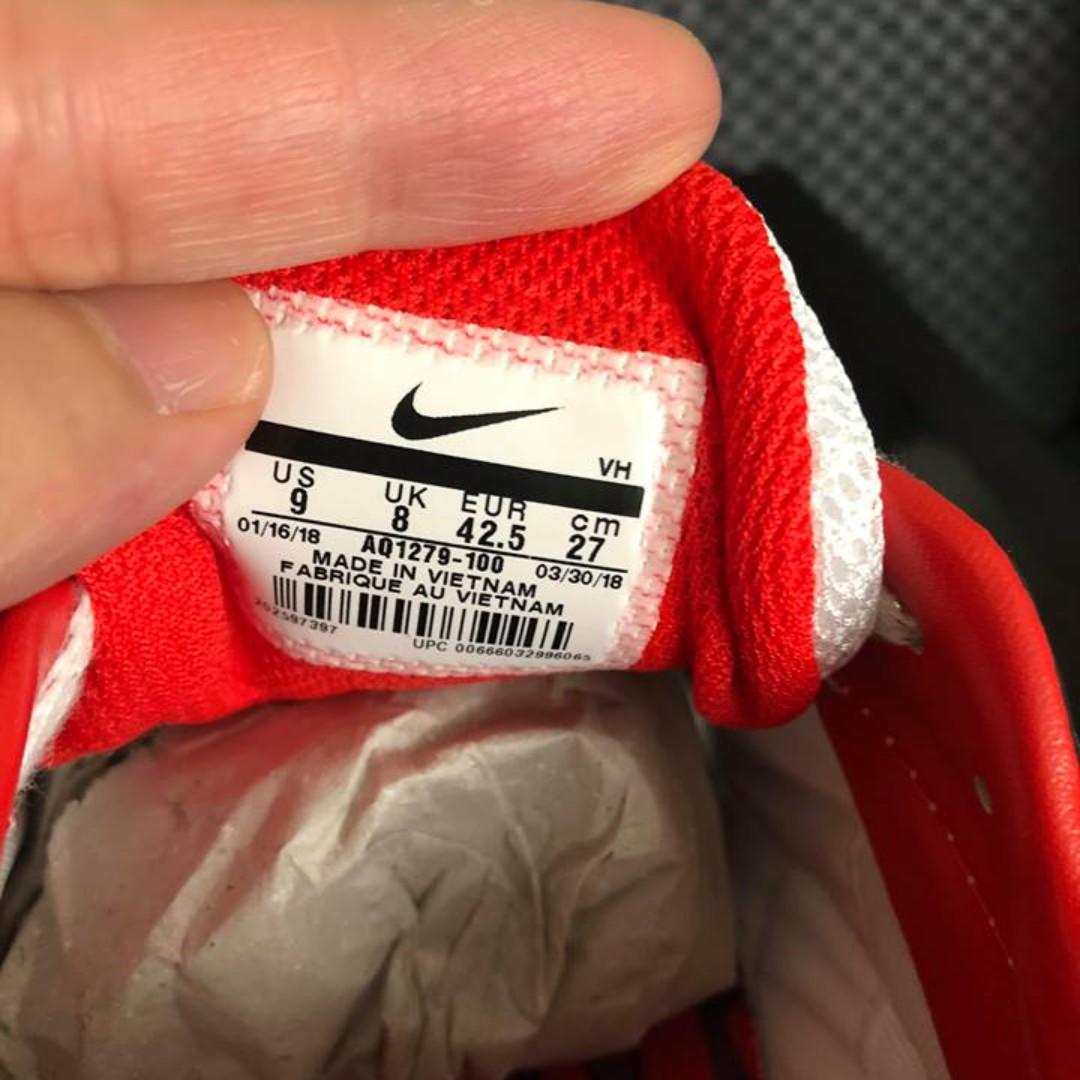 VH
US UK EUR cm
9 8 42.5 27
01/16/18 AQ1279-100 03/30/18
MADE IN VIETNAM
FABRIQUE AU VIETNAM
UPC 00666032996065